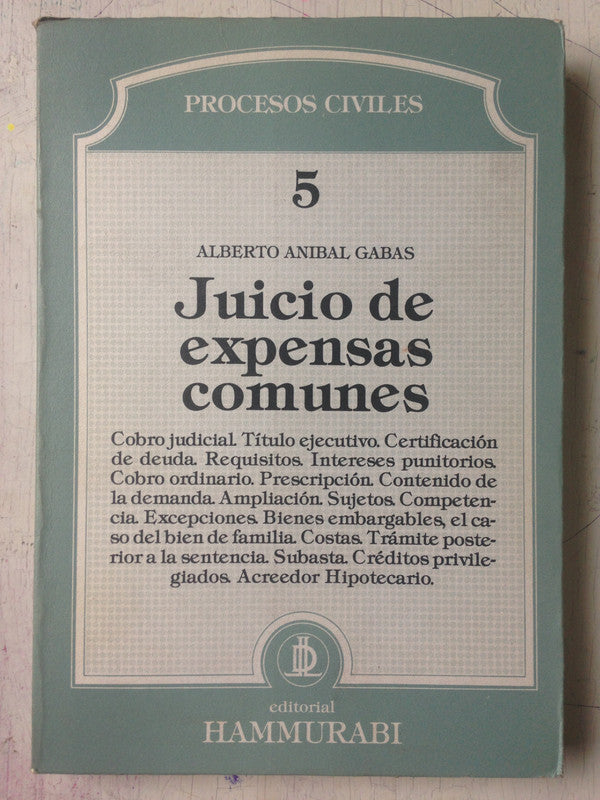 PROCESOS CIVILES
5
ALBERTO ANIBAL GABAS
Juicio de
expensas
comunes
Cobro judicial. Título ejecutivo. Certificación
de deuda. Requisitos. Intereses punitorios.
Cobro ordinario. Prescripción. Contenido de
la demanda. Ampliación. Sujetos. Competen-
cia. Excepciones. Bienes embargables, el ca-
so del bien de familia. Costas. Trámite poste-
rior a la sentencia. Subasta. Créditos privile-
giados. Acreedor Hipotecario.
editorial
HAMMURABI